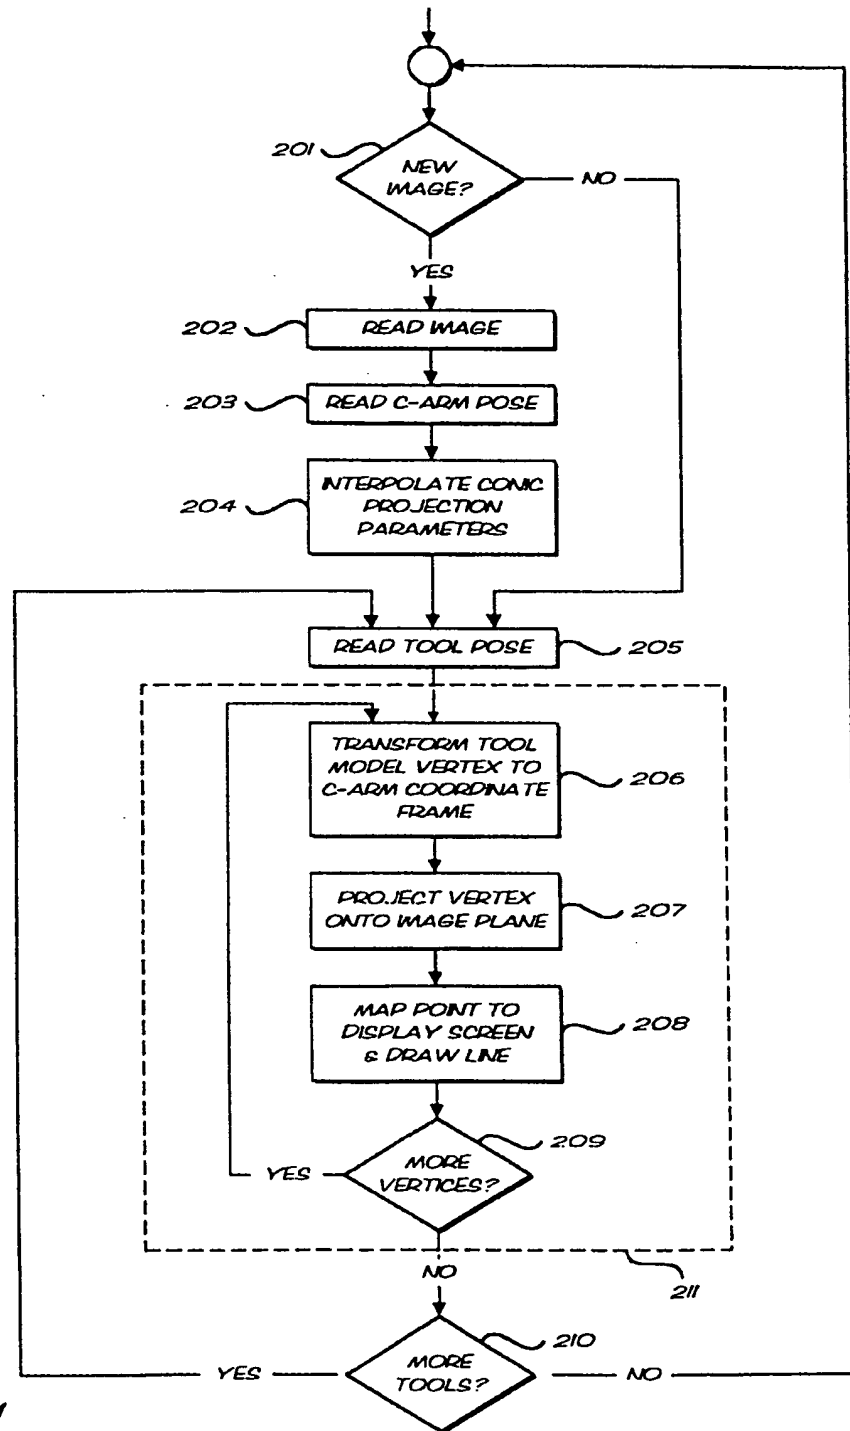 201
NEW
IMAGE?
NO
YES
202
READ IMAGE
203
READ C-ARM POSE
204
INTERPOLATE CONIC
PROJECTION
PARAMETERS
READ TOOL POSE
205
TRANSFORM TOOL
MODEL VERTEX TO
C-ARM COORDINATE
FRAME
206
PROJECT VERTEX
ONTO IMAGE PLANE
207
MAP POINT TO
DISPLAY SCREEN
& DRAW LINE
208
209
MORE
VERTICES?
YES
NO
211
210
MORE
TOOLS?
YES
NO